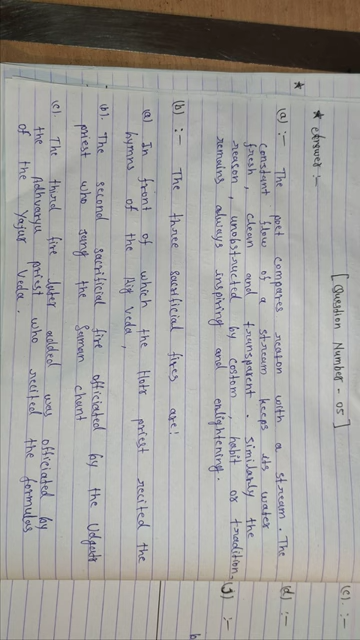 [Question Number - 05]
* Answer :-
*
(a) :- The poet compares reason with a stream. The
constant flow of a stream keeps its water
fresh, clean and transparent. Similarly the
reason, unobstructed by costom, habit or tradition,
remains always inspiring and enlightening.
(b) :- The three sacrificial fires are!
(a) In front of which the Hotr priest recited the
hymns of the Rig Veda,
(b). The second sacrificial fire officiated by the Udgatr
priest who sang the Saman chant
(c). The third fire later added was officiated by
the Adhvaryu priest who recited the formulas
of the Yajur Veda.
(c). :-
(d) :-
:-
b